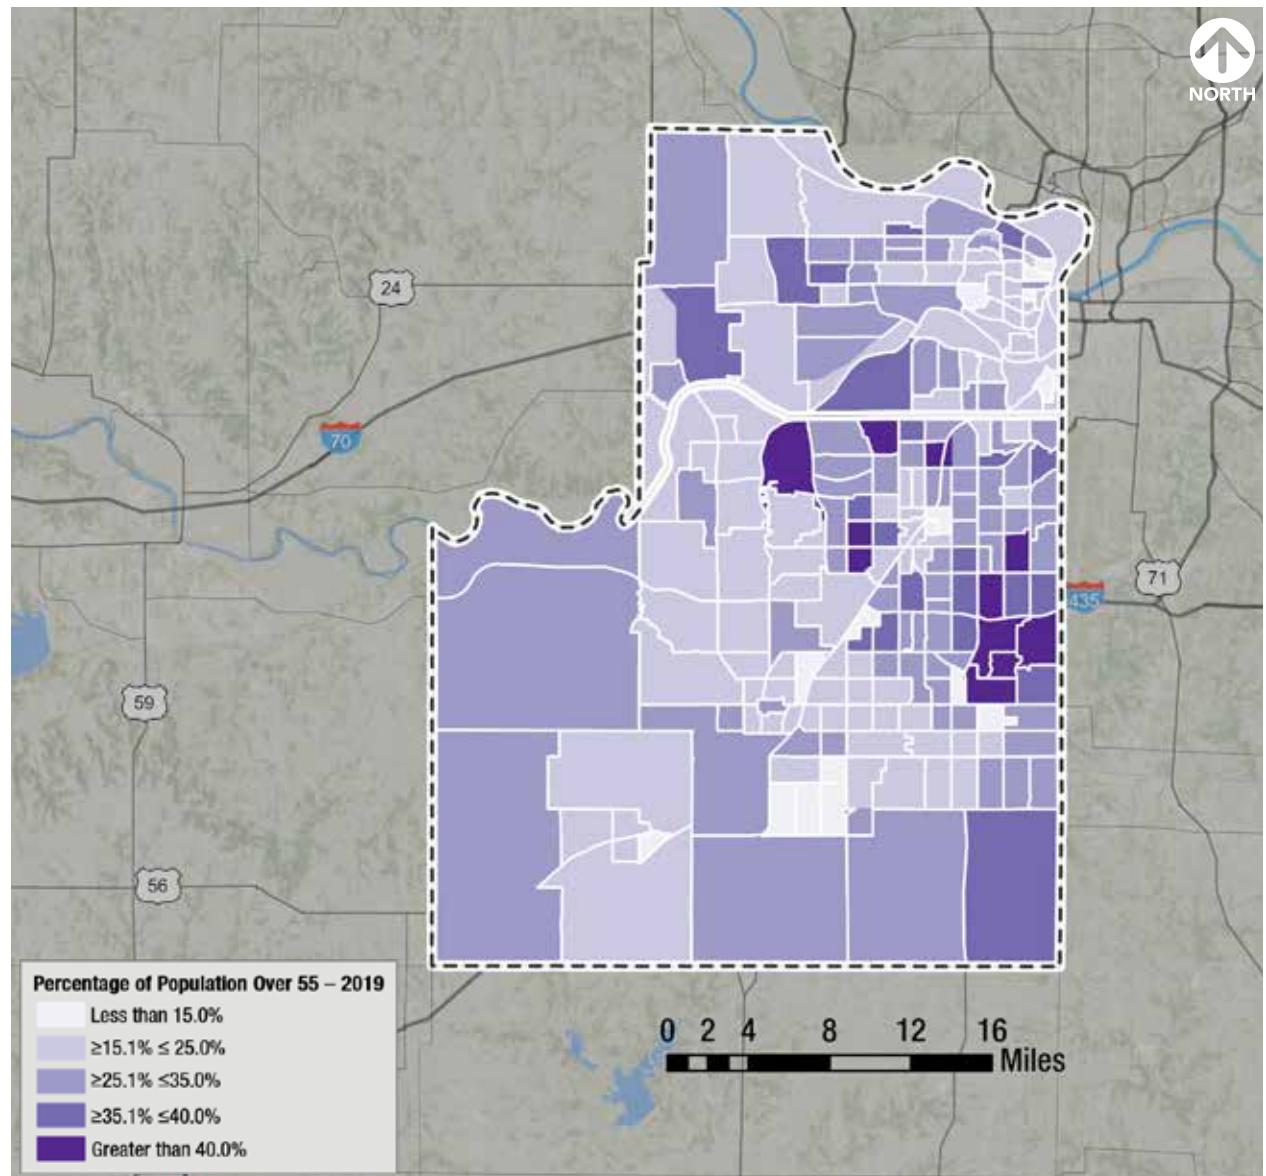 NORTH
24
70
71
435
59
56
Percentage of Population Over 55 – 2019
Less than 15.0%
≥15.1% ≤ 25.0%
≥25.1% ≤35.0%
≥35.1% ≤40.0%
Greater than 40.0%
0 2 4 8 12 16
Miles